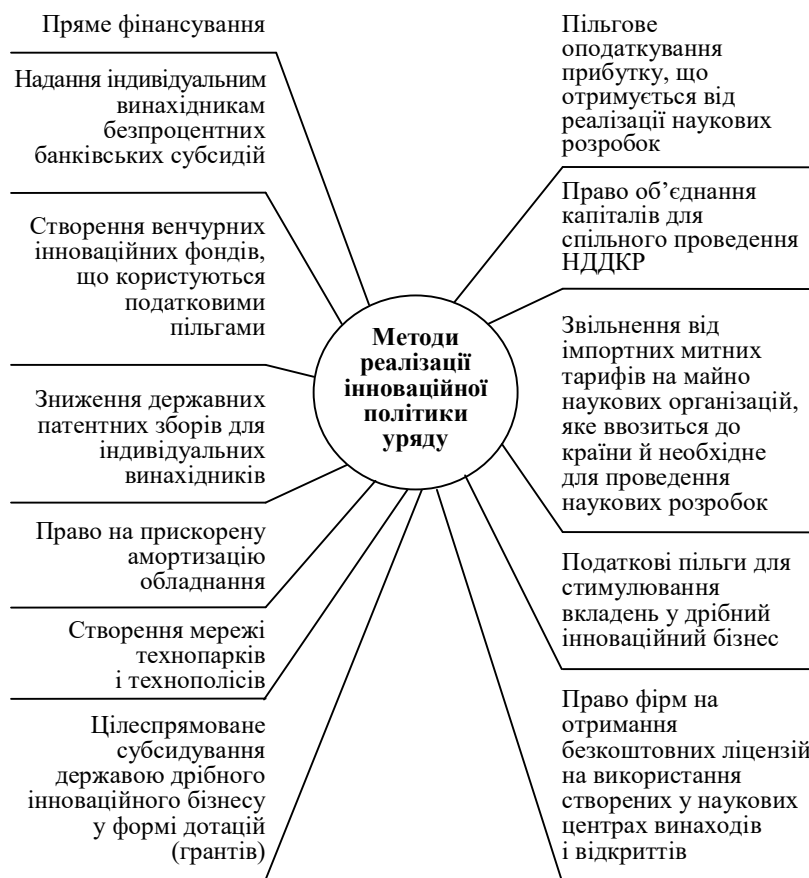 Пряме фінансування
Надання індивідуальним
винахідникам
безпроцентних
банківських субсидій
Створення венчурних
інноваційних фондів,
що користуються
податковими
пільгами
Зниження державних
патентних зборів для
індивідуальних
винахідників
Право на прискорену
амортизацію
обладнання
Створення мережі
технопарків
і технополісів
Цілеспрямоване
субсидування
державою дрібного
інноваційного бізнесу
у формі дотацій
(грантів)
Методи
реалізації
інноваційної
політики
уряду
Пільгове
оподаткування
прибутку, що
отримується від
реалізації наукових
розробок
Право об’єднання
капіталів для
спільного проведення
НДДКР
Звільнення від
імпортних митних
тарифів на майно
наукових організацій,
яке ввозиться до
країни й необхідне
для проведення
наукових розробок
Податкові пільги для
стимулювання
вкладень у дрібний
інноваційний бізнес
Право фірм на
отримання
безкоштовних ліцензій
на використання
створених у наукових
центрах винаходів
і відкриттів